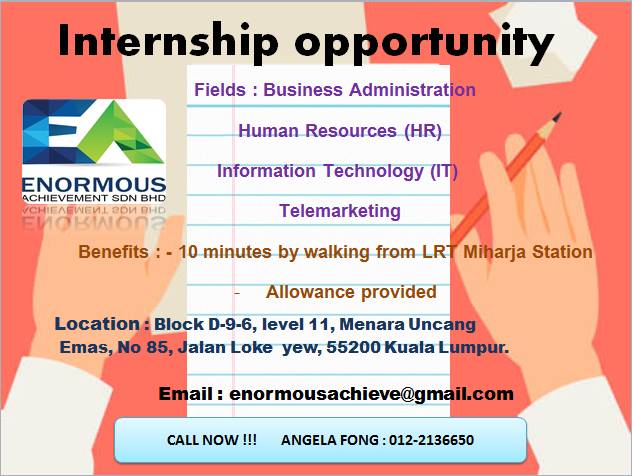 Internship opportunity
Fields : Business Administration
Human Resources (HR)
Information Technology (IT)
Telemarketing
EA
ENORMOUS
ACHIEVEMENT SDN BHD
Benefits : - 10 minutes by walking from LRT Miharja Station
- Allowance provided
Location : Block D-9-6, level 11, Menara Uncang
Emas, No 85, Jalan Loke yew, 55200 Kuala Lumpur.
Email : enormousachieve@gmail.com
CALL NOW !!! ANGELA FONG : 012-2136650